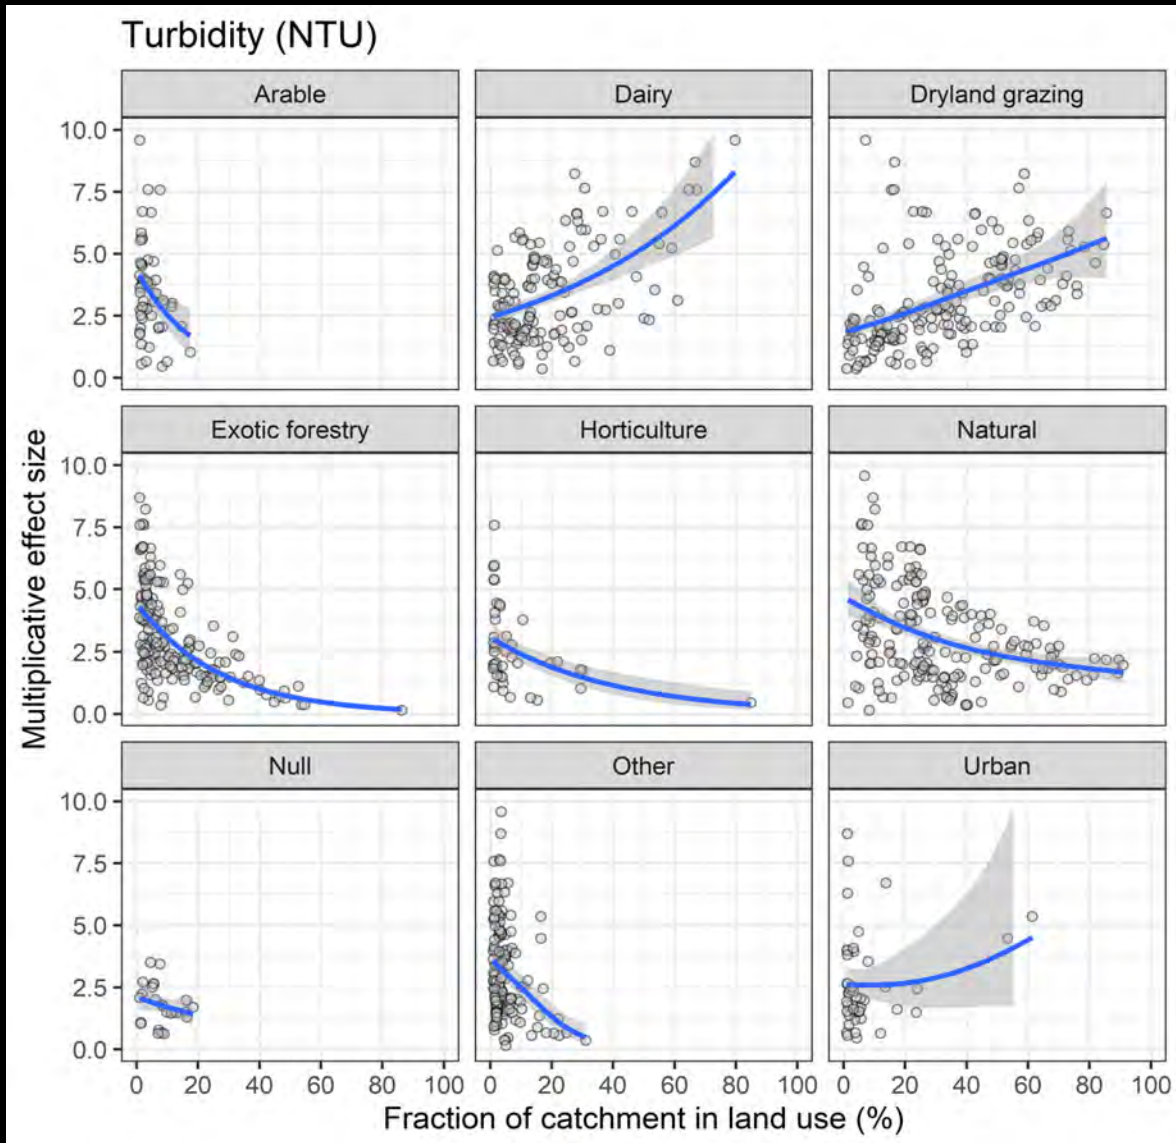 Turbidity (NTU)
Arable
Dairy
Dryland grazing
10.0
7.5
5.0
2.5
0.0
Exotic forestry
Horticulture
Natural
10.0
7.5
5.0
2.5
0.0
Null
Other
Urban
10.0
7.5
5.0
2.5
0.0
0 20 40 60 80 100 0 20 40 60 80 100 0 20 40 60 80 100
Multiplicative effect size
Fraction of catchment in land use (%)